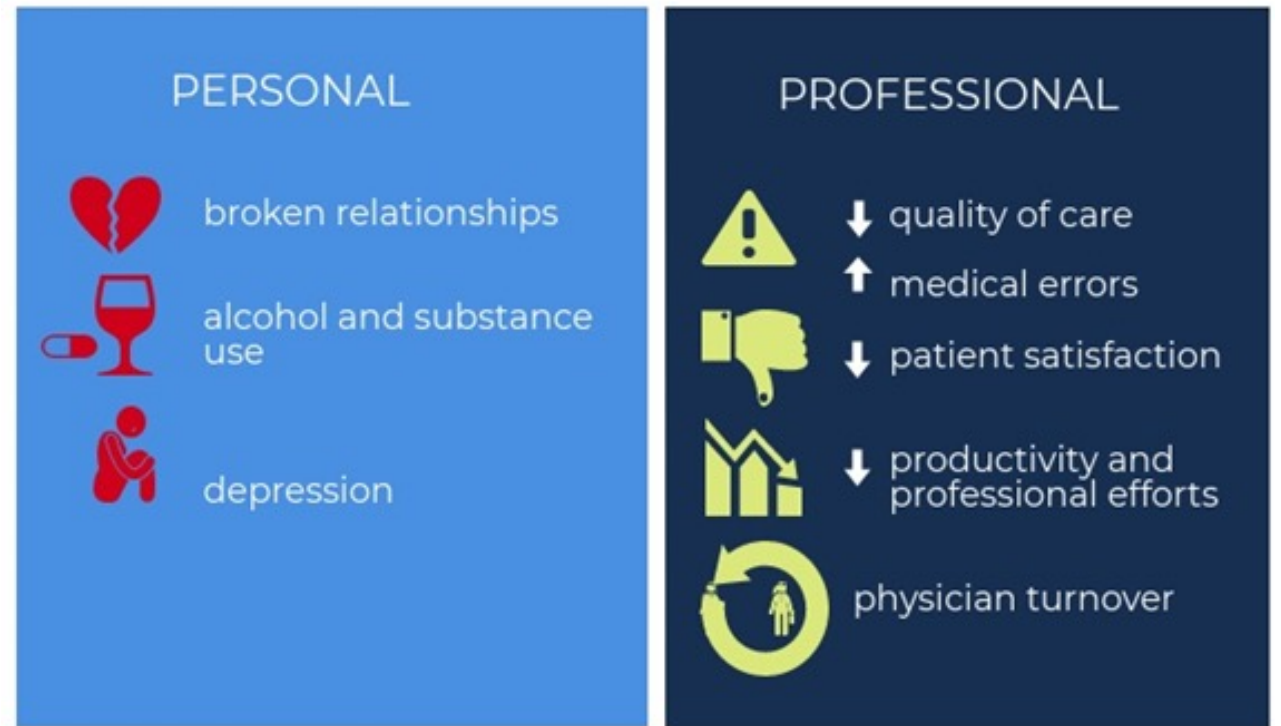 PERSONAL
broken relationships
alcohol and substance
use
depression
PROFESSIONAL
quality of care
medical errors
patient satisfaction
productivity and
professional efforts
physician turnover